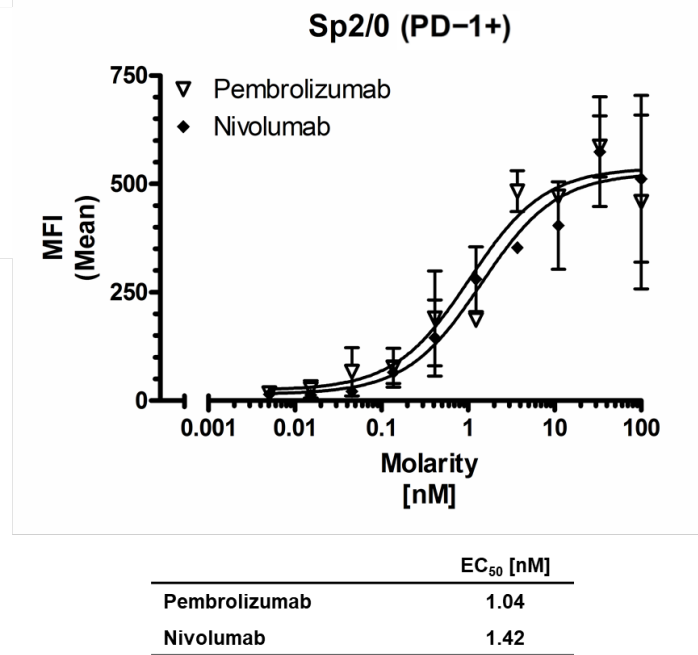 Sp2/0 (PD−1+)
Pembrolizumab
Nivolumab
MFI
(Mean)
750
500
250
0
0.001 0.01 0.1 1 10 100
Molarity
[nM]
EC₅₀ [nM]
Pembrolizumab 1.04
Nivolumab 1.42